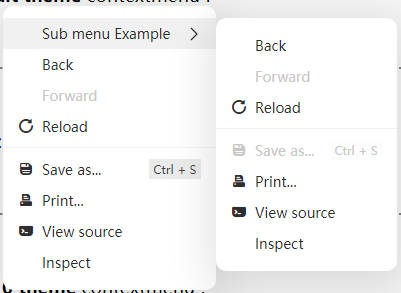 theme contextmenu
Sub menu Example
Back
Forward
Reload
Save as... Ctrl + S
Print...
View source
Inspect
Back
Forward
Reload
Save as... Ctrl + S
Print...
View source
Inspect
theme contextmenu